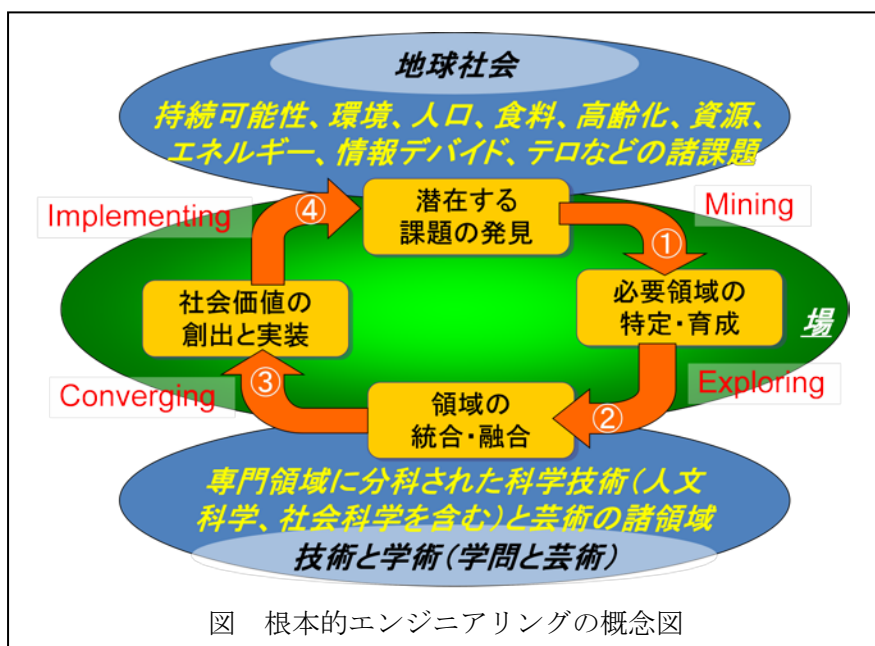 地球社会
持続可能性、環境、人口、食料、高齢化、資源、
エネルギー、情報デバイド、テロなどの諸課題
Implementing
④
潜在する
課題の発見
Mining
①
社会価値の
創出と実装
必要領域の
特定・育成
場
Converging
③
領域の
統合・融合
②
Exploring
専門領域に分科された科学技術(人文
科学、社会科学を含む)と芸術の諸領域
技術と学術(学問と芸術)
図 根本的エンジニアリングの概念図